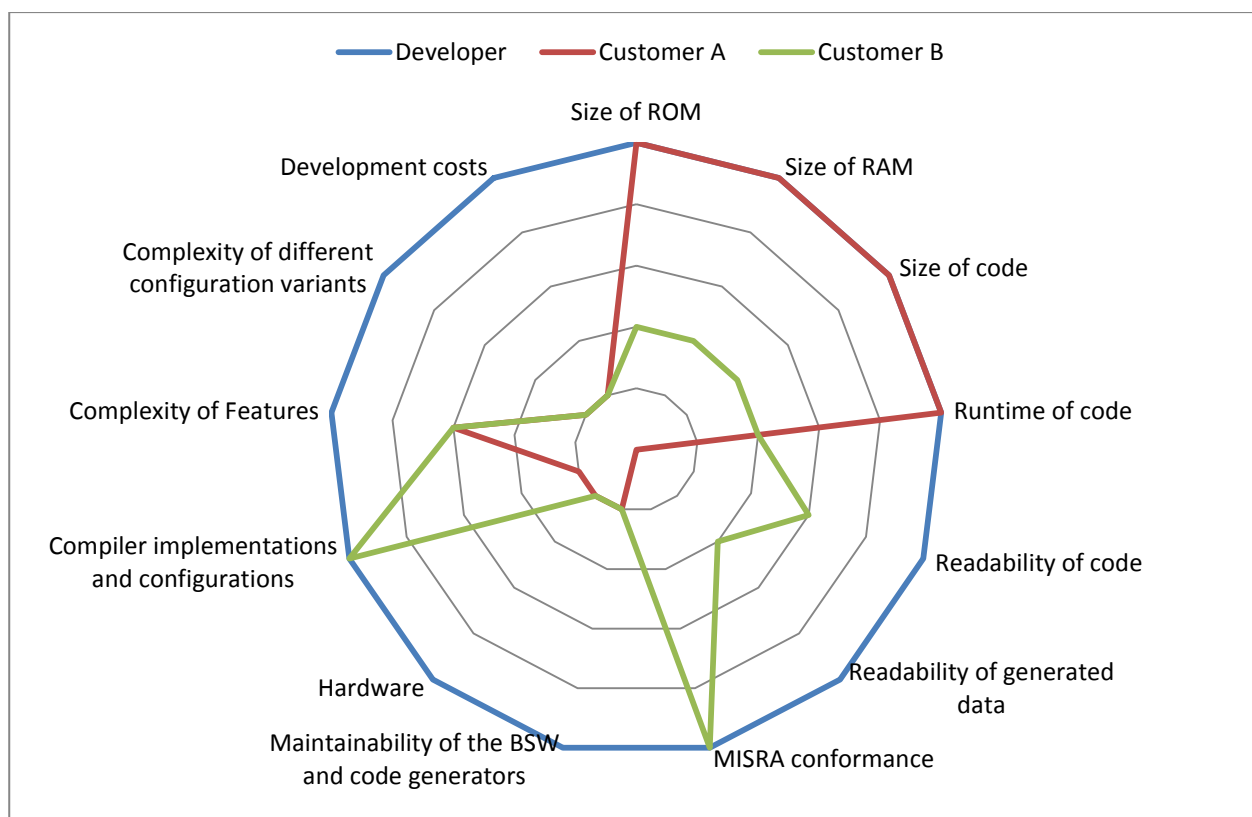 Developer
Customer A
Customer B
Size of ROM
Size of RAM
Size of code
Runtime of code
Readability of code
Readability of generated
data
MISRA conformance
Maintainability of the BSW
and code generators
Hardware
Compiler implementations
and configurations
Complexity of Features
Complexity of different
configuration variants
Development costs